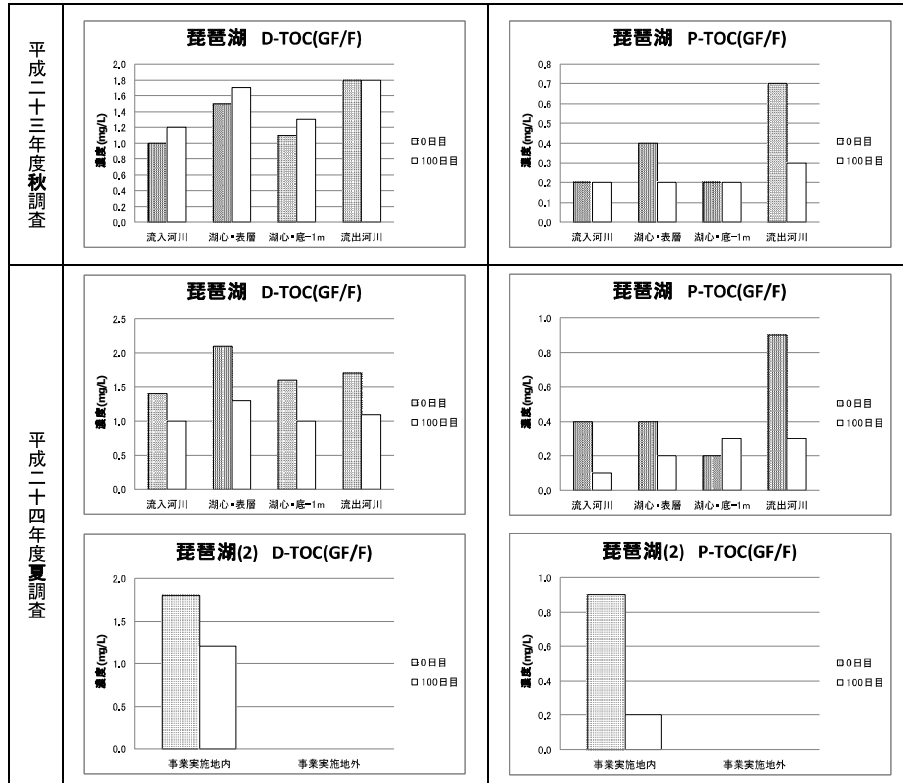 平成二十三年度秋調査
琵琶湖 D-TOC(GF/F)
濃度(mg/L)
2.0
1.8
1.6
1.4
1.2
1.0
0.8
0.6
0.4
0.2
0.0
流入河川 湖心・表層 湖心・底-1m 流出河川
0日目
100日目
琵琶湖 P-TOC(GF/F)
濃度(mg/L)
0.8
0.7
0.6
0.5
0.4
0.3
0.2
0.1
0.0
流入河川 湖心・表層 湖心・底-1m 流出河川
0日目
100日目
平成二十四年度夏調査
琵琶湖 D-TOC(GF/F)
濃度(mg/L)
2.5
2.0
1.5
1.0
0.5
0.0
流入河川 湖心・表層 湖心・底-1m 流出河川
0日目
100日目
琵琶湖 P-TOC(GF/F)
濃度(mg/L)
1.0
0.8
0.6
0.4
0.2
0.0
流入河川 湖心・表層 湖心・底-1m 流出河川
0日目
100日目
琵琶湖(2) D-TOC(GF/F)
濃度(mg/L)
2.0
1.5
1.0
0.5
0.0
事業実施地内 事業実施地外
0日目
100日目
琵琶湖(2) P-TOC(GF/F)
濃度(mg/L)
1.0
0.8
0.6
0.4
0.2
0.0
事業実施地内 事業実施地外
0日目
100日目